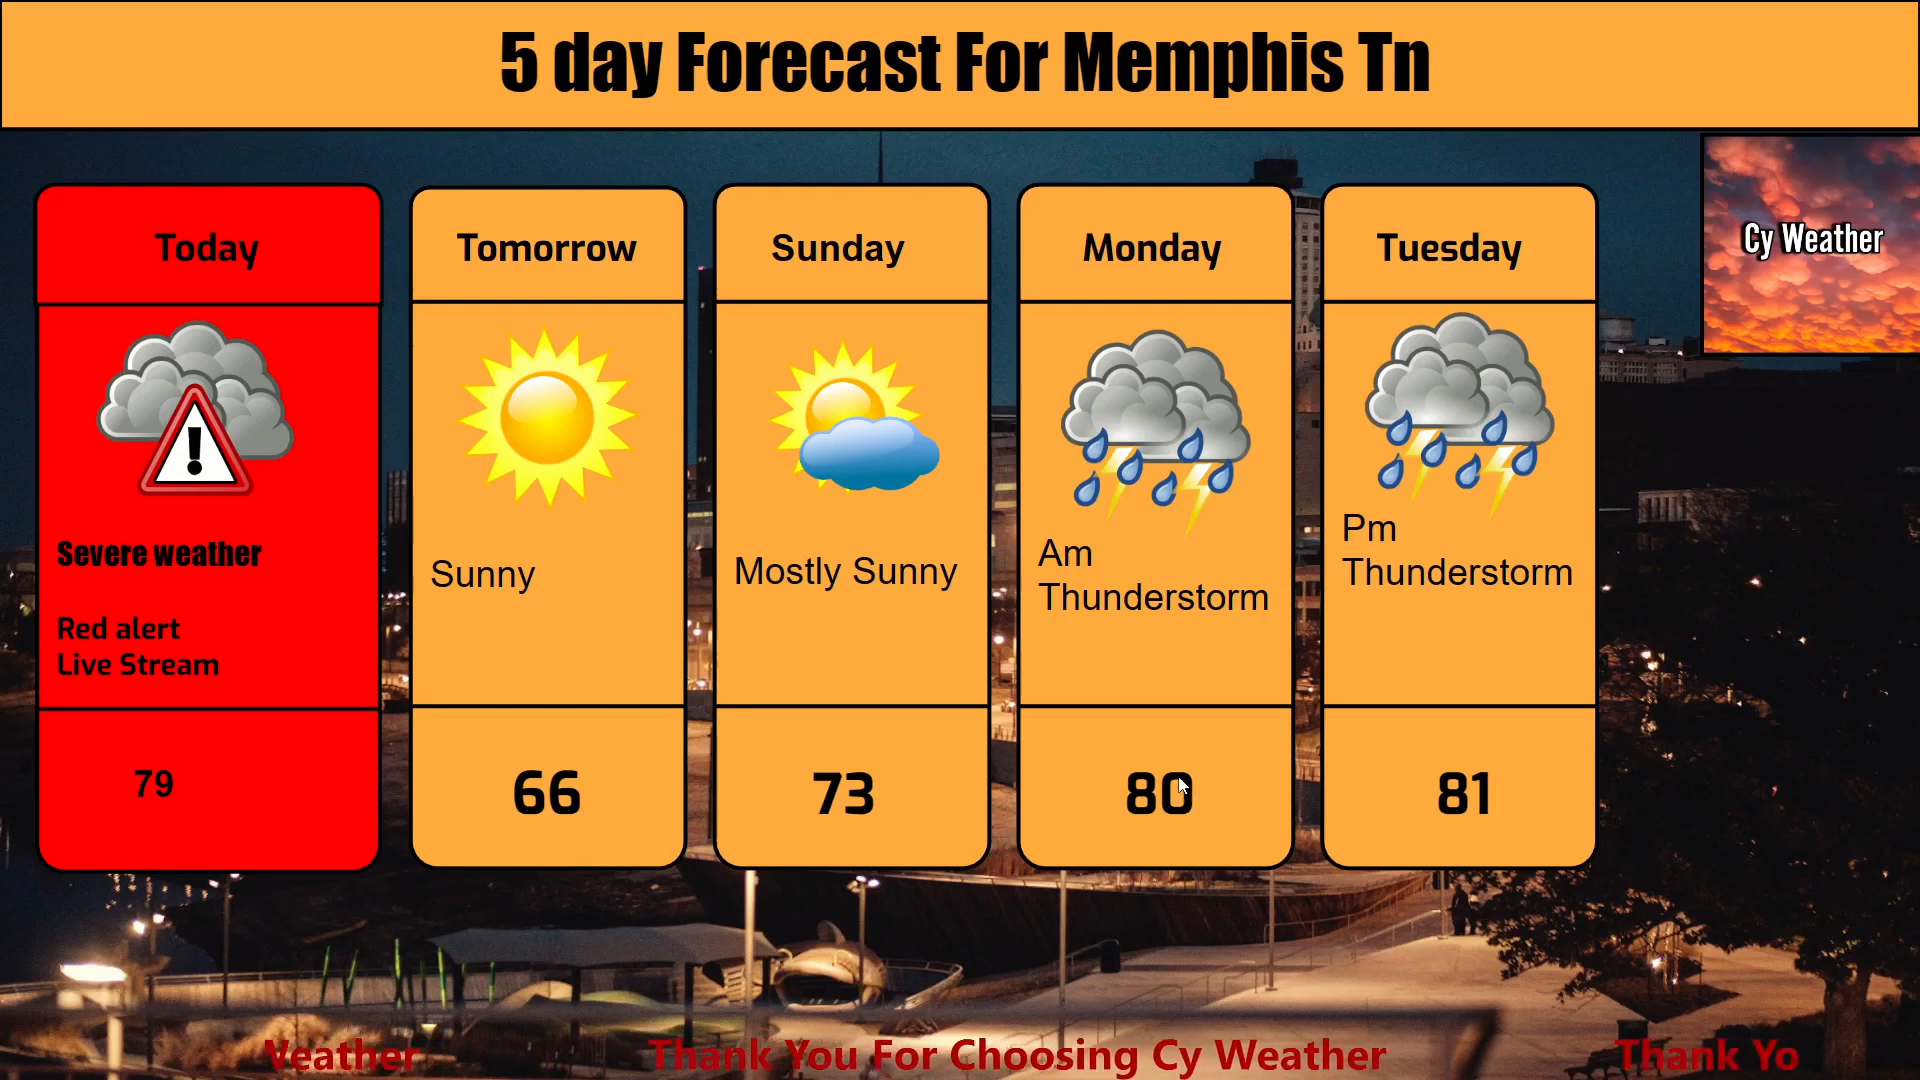 5 day Forecast For Memphis Tn
Cy Weather
Today
Severe weather
Red alert
Live Stream
79
Tomorrow
Sunny
66
Sunday
Mostly Sunny
73
Monday
Am
Thunderstorm
80
Tuesday
Pm
Thunderstorm
81
Weather Thank You For Choosing Cy Weather Thank Yo